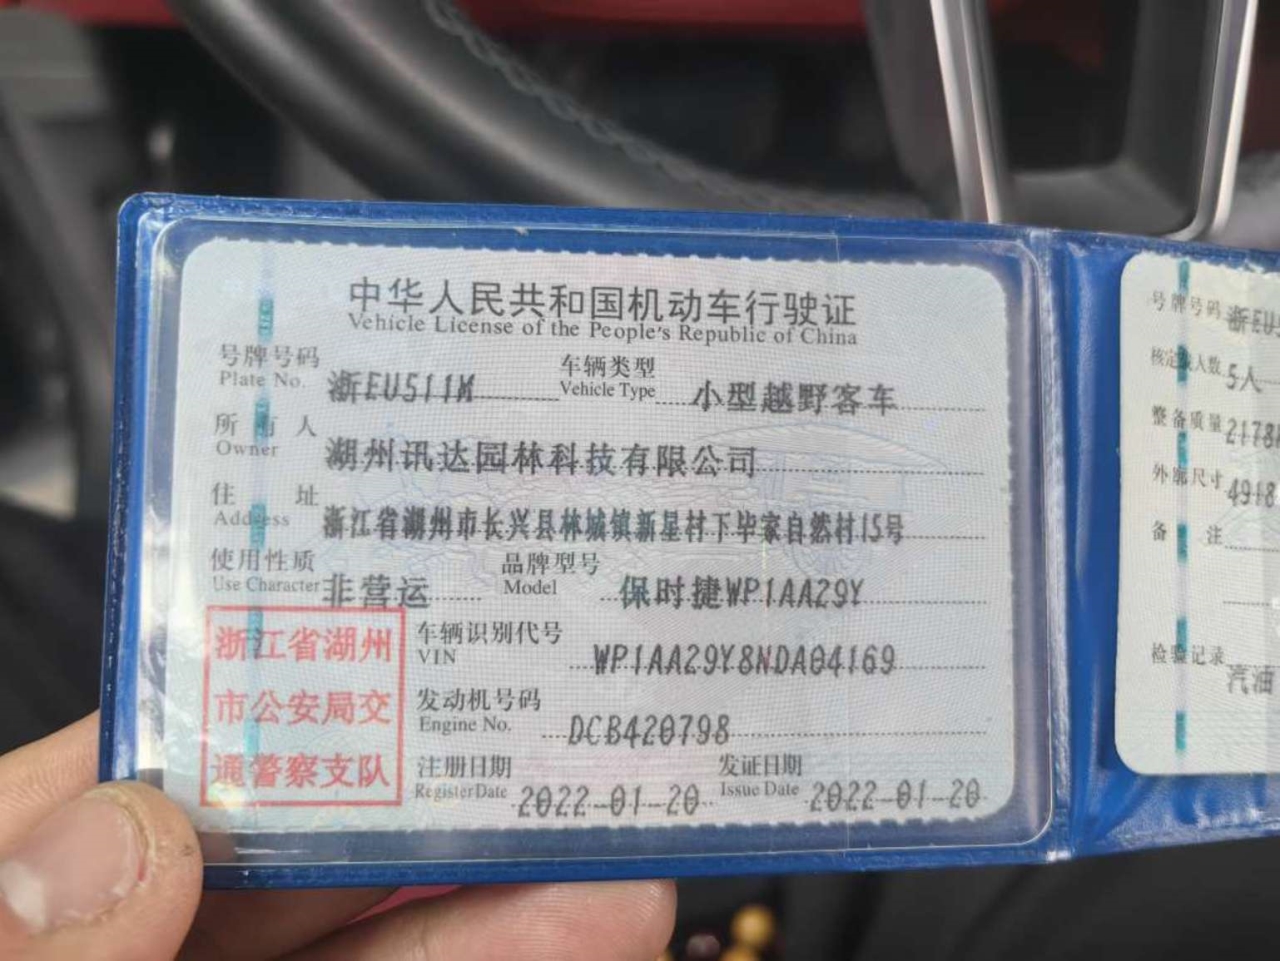 中华人民共和国机动车行驶证
Vehicle License of the People's Republic of China
号牌号码 浙EU511M 车辆类型 小型越野客车
Plate No. Vehicle Type
所有人 湖州讯达园林科技有限公司
Owner
住址 浙江省湖州市长兴县林城镇新星村下毕家自然村15号
Address
使用性质 非营运 品牌型号 保时捷WP1AA29Y
Use Character Model
浙江省湖州
市公安局交
通警察支队
车辆识别代号 WP1AA29Y8NDA04169
VIN
发动机号码 DCB420798
Engine No.
注册日期 2022-01-20 发证日期 2022-01-20
Register Date Issue Date
号牌号码 浙EU
核定载人数 5人
整备质量 2178
外廓尺寸 4918
备注
检验记录
汽油